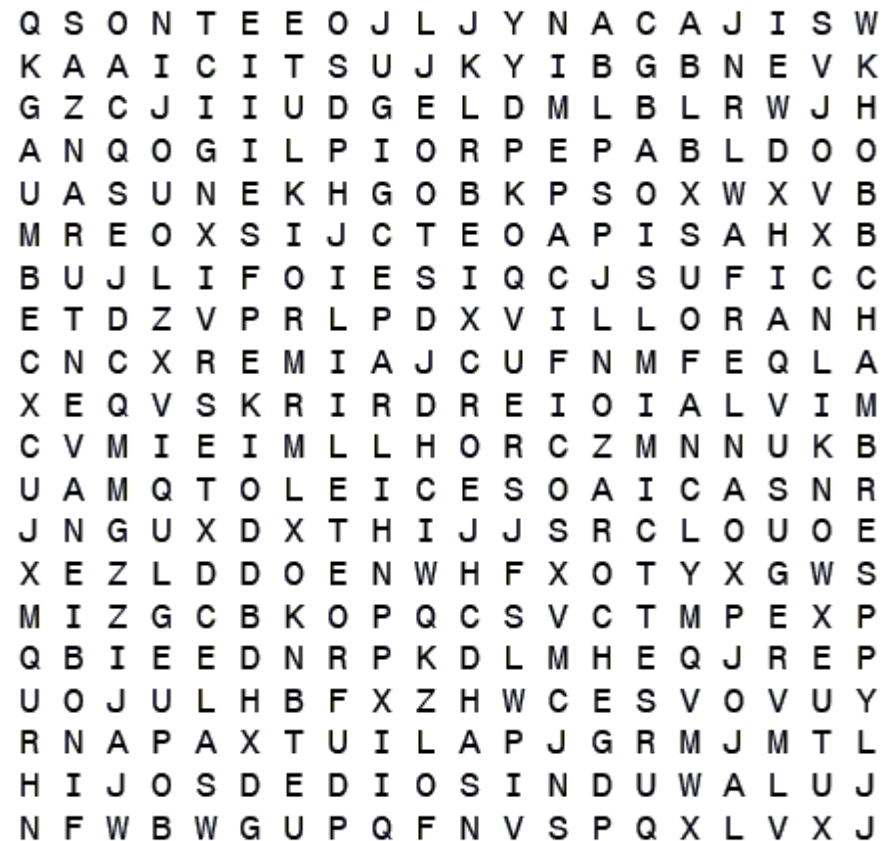 Q S O N T E E O J L J Y N A C A J I S W
K A A I C I T S U J K Y I B G B N E V K
G Z C J I I U D G E L D M L B L R W J H
A N Q O G I L P I O R P E P A B L D O O
U A S U N E K H G O B K P S O X W X V B
M R E O X S I J C T E O A P I S A H X B
B U J L I F O I E S I Q C J S U F I C C
E T D Z V P R L P D X V I L L O R A N H
C N C X R E M I A J C U F N M F E Q L A
X E Q V S K R I R D R E I O I A L V I M
C V M I E I M L L H O R C Z M N N U K B
U A M Q T O L E I C E S O A I C A S N R
J N G U X D X T H I J J S R C L O U O E
X E Z L D D O E N W H F X O T Y X G W S
M I Z G C B K O P Q C S V C T M P E X P
Q B I E E D N R P K D L M H E Q J R E P
U O J U L H B F X Z H W C E S V O V U Y
R N A P A X T U I L A P J G R M J M T L
H I J O S D E D I O S I N D U W A L U J
N F W B W G U P Q F N V S P Q X L V X J